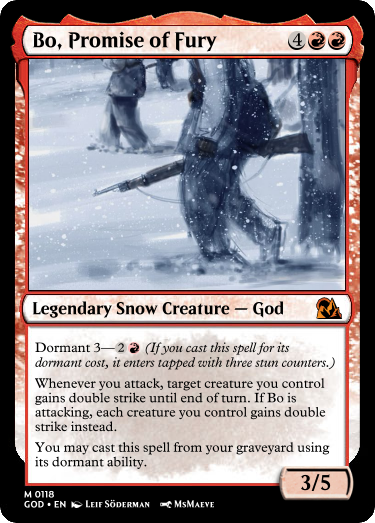 Bo, Promise of Fury 4
Legendary Snow Creature — God
Dormant 3— 2 (If you cast this spell for its
dormant cost, it enters tapped with three stun counters.)
Whenever you attack, target creature you control
gains double strike until end of turn. If Bo is
attacking, each creature you control gains double
strike instead.
You may cast this spell from your graveyard using
its dormant ability.
3/5
M 0118
GOD • EN Leif Söderman MsMaeve